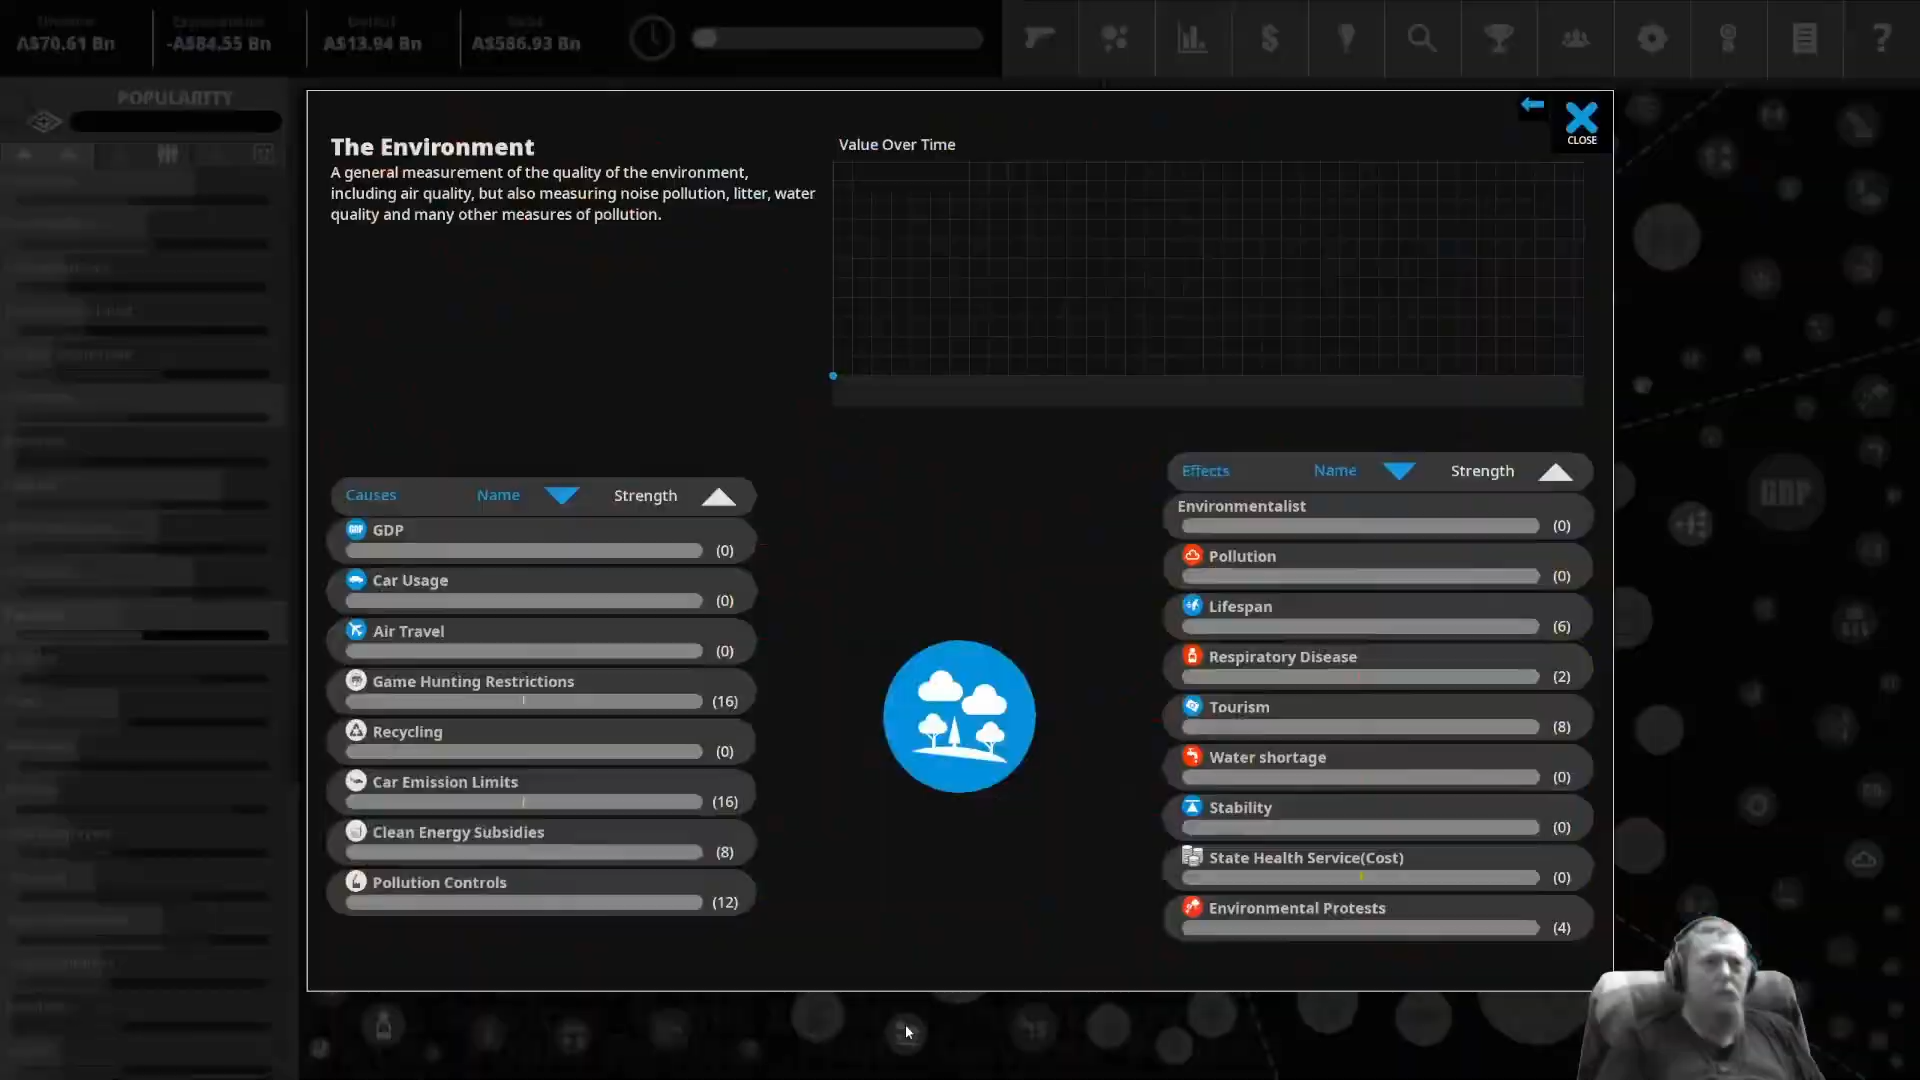 A$70.61 Bn
-A$84.55 Bn
A$13.94 Bn
A$586.93 Bn
POPULARITY
The Environment
A general measurement of the quality of the environment,
including air quality, but also measuring noise pollution, litter, water
quality and many other measures of pollution.
Value Over Time
CLOSE
Causes Name Strength
GDP
(0)
Car Usage
(0)
Air Travel
(0)
Game Hunting Restrictions
(16)
Recycling
(0)
Car Emission Limits
(16)
Clean Energy Subsidies
(8)
Pollution Controls
(12)
Effects Name Strength
Environmentalist
(0)
Pollution
(0)
Lifespan
(6)
Respiratory Disease
(2)
Tourism
(8)
Water shortage
(0)
Stability
(0)
State Health Service(Cost)
(0)
Environmental Protests
(4)
GDP